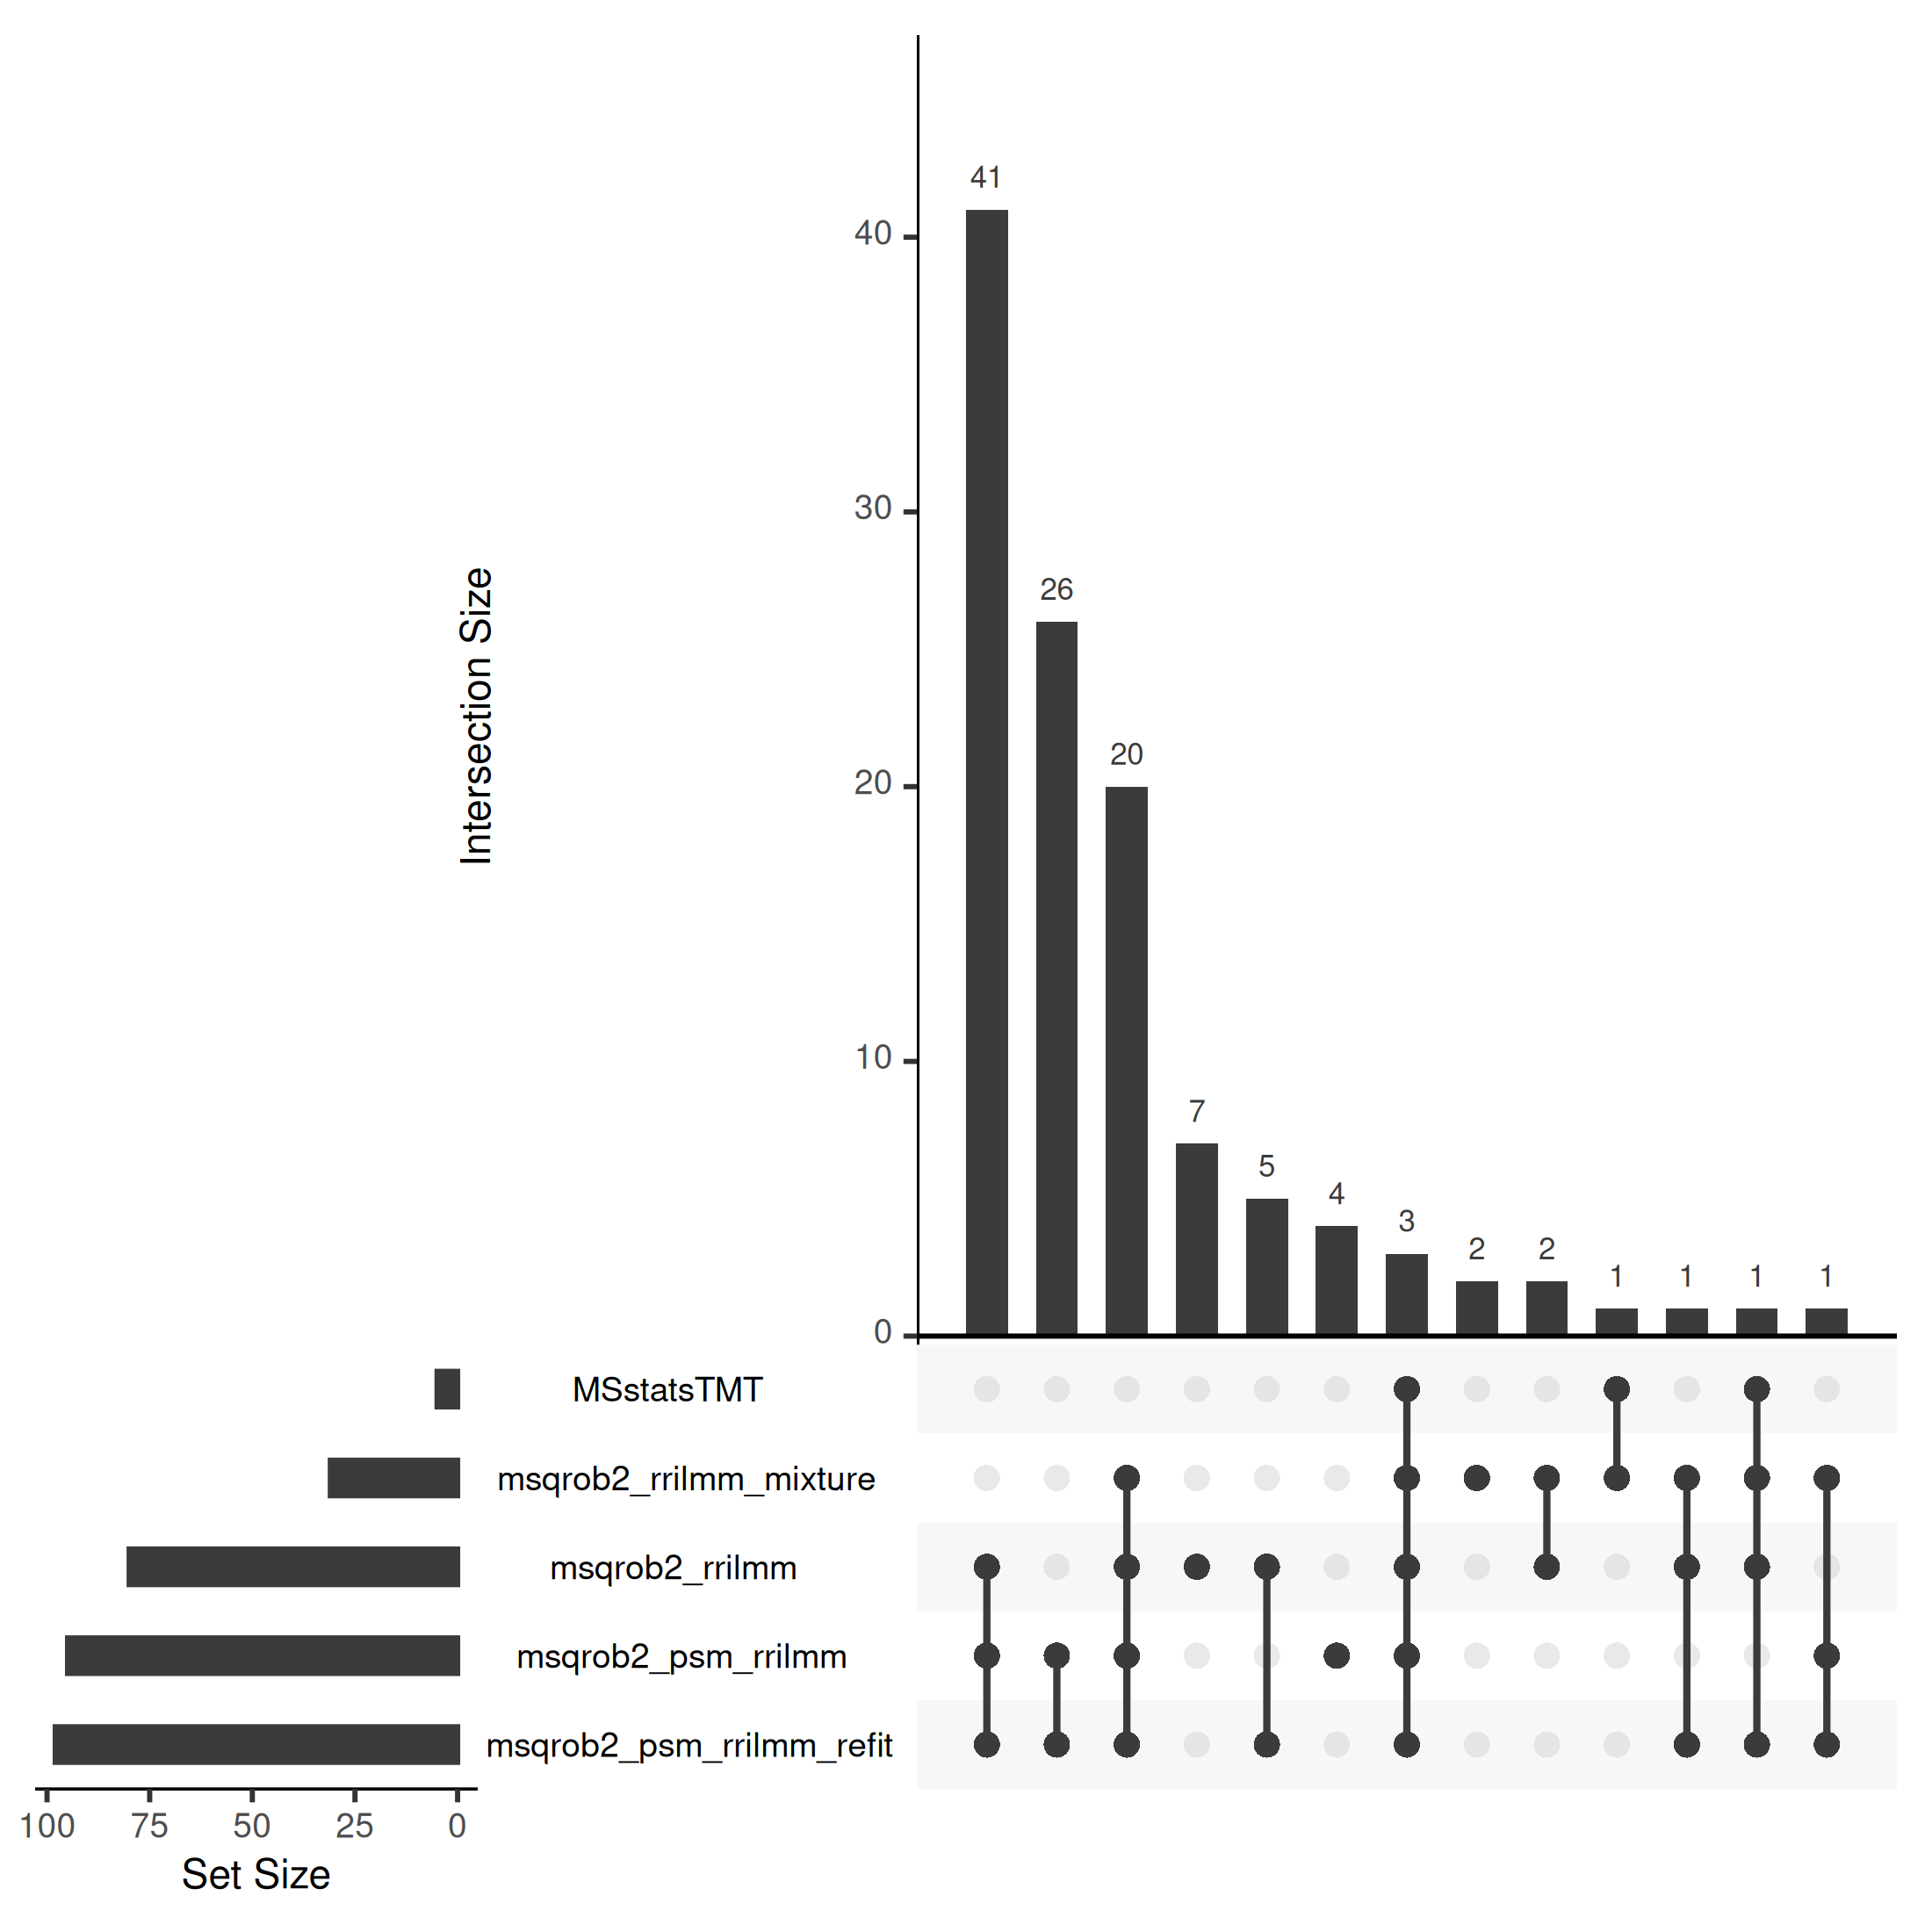 41
40
30
26
20
20
10
7
5
4
3
2
2
1
1
1
1
0
Intersection Size
MSstatsTMT
msqrob2_rrilmm_mixture
msqrob2_rrilmm
msqrob2_psm_rrilmm
msqrob2_psm_rrilmm_refit
100 75 50 25 0
Set Size